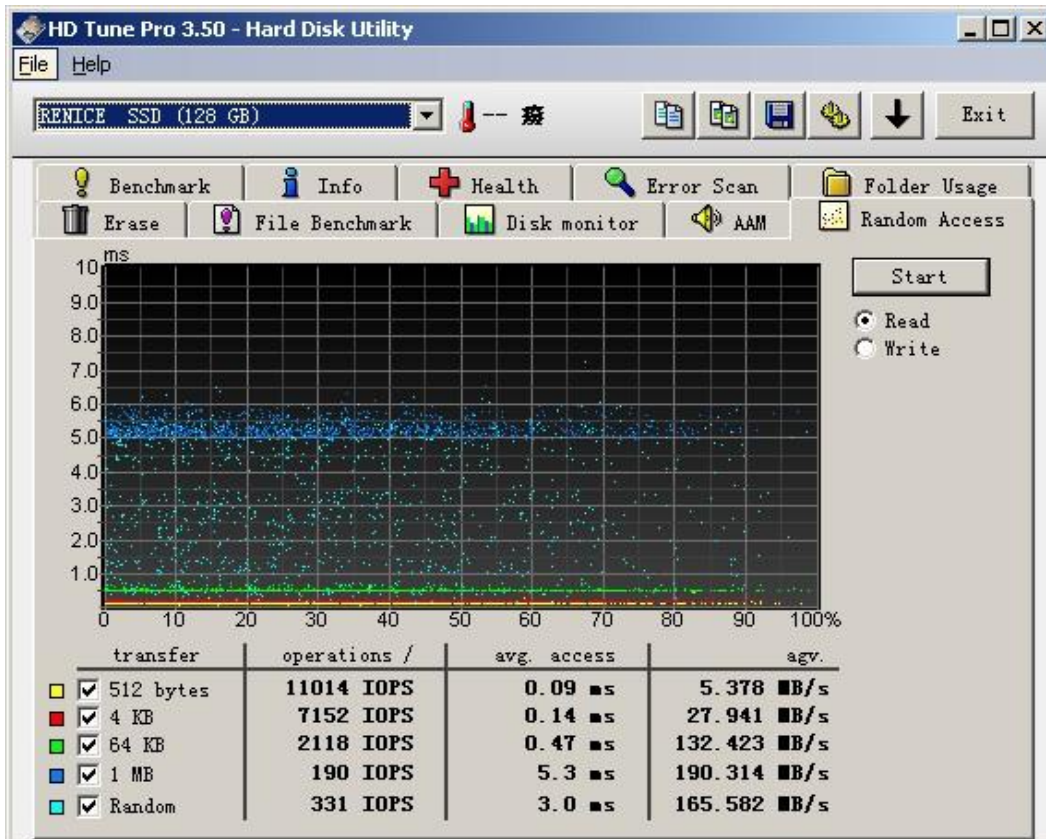 HD Tune Pro 3.50 - Hard Disk Utility
File Help
RENICE SSD (128 GB) -- 癈 Exit
Benchmark Info Health Error Scan Folder Usage
Erase File Benchmark Disk monitor AAM Random Access
ms
10
9.0
8.0
7.0
6.0
5.0
4.0
3.0
2.0
1.0
0 10 20 30 40 50 60 70 80 90 100%
Start
Read
Write
transfer operations / avg. access agv.
512 bytes 11014 IOPS 0.09 ms 5.378 MB/s
4 KB 7152 IOPS 0.14 ms 27.941 MB/s
64 KB 2118 IOPS 0.47 ms 132.423 MB/s
1 MB 190 IOPS 5.3 ms 190.314 MB/s
Random 331 IOPS 3.0 ms 165.582 MB/s